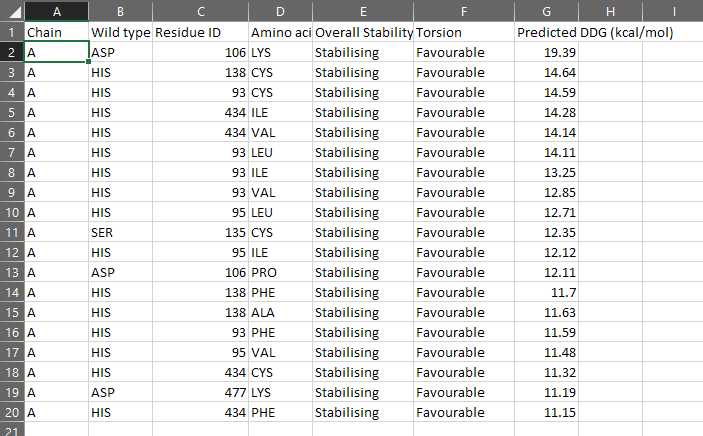 A B C D E F G H I
1 Chain Wild type Residue ID Amino aci Overall Stability Torsion Predicted DDG (kcal/mol)
2 A ASP 106 LYS Stabilising Favourable 19.39
3 A HIS 138 CYS Stabilising Favourable 14.64
4 A HIS 93 CYS Stabilising Favourable 14.59
5 A HIS 434 ILE Stabilising Favourable 14.28
6 A HIS 434 VAL Stabilising Favourable 14.14
7 A HIS 93 LEU Stabilising Favourable 14.11
8 A HIS 93 ILE Stabilising Favourable 13.25
9 A HIS 93 VAL Stabilising Favourable 12.85
10 A HIS 95 LEU Stabilising Favourable 12.71
11 A SER 135 CYS Stabilising Favourable 12.35
12 A HIS 95 ILE Stabilising Favourable 12.12
13 A ASP 106 PRO Stabilising Favourable 12.11
14 A HIS 138 PHE Stabilising Favourable 11.7
15 A HIS 138 ALA Stabilising Favourable 11.63
16 A HIS 93 PHE Stabilising Favourable 11.59
17 A HIS 95 VAL Stabilising Favourable 11.48
18 A HIS 434 CYS Stabilising Favourable 11.32
19 A ASP 477 LYS Stabilising Favourable 11.19
20 A HIS 434 PHE Stabilising Favourable 11.15
21